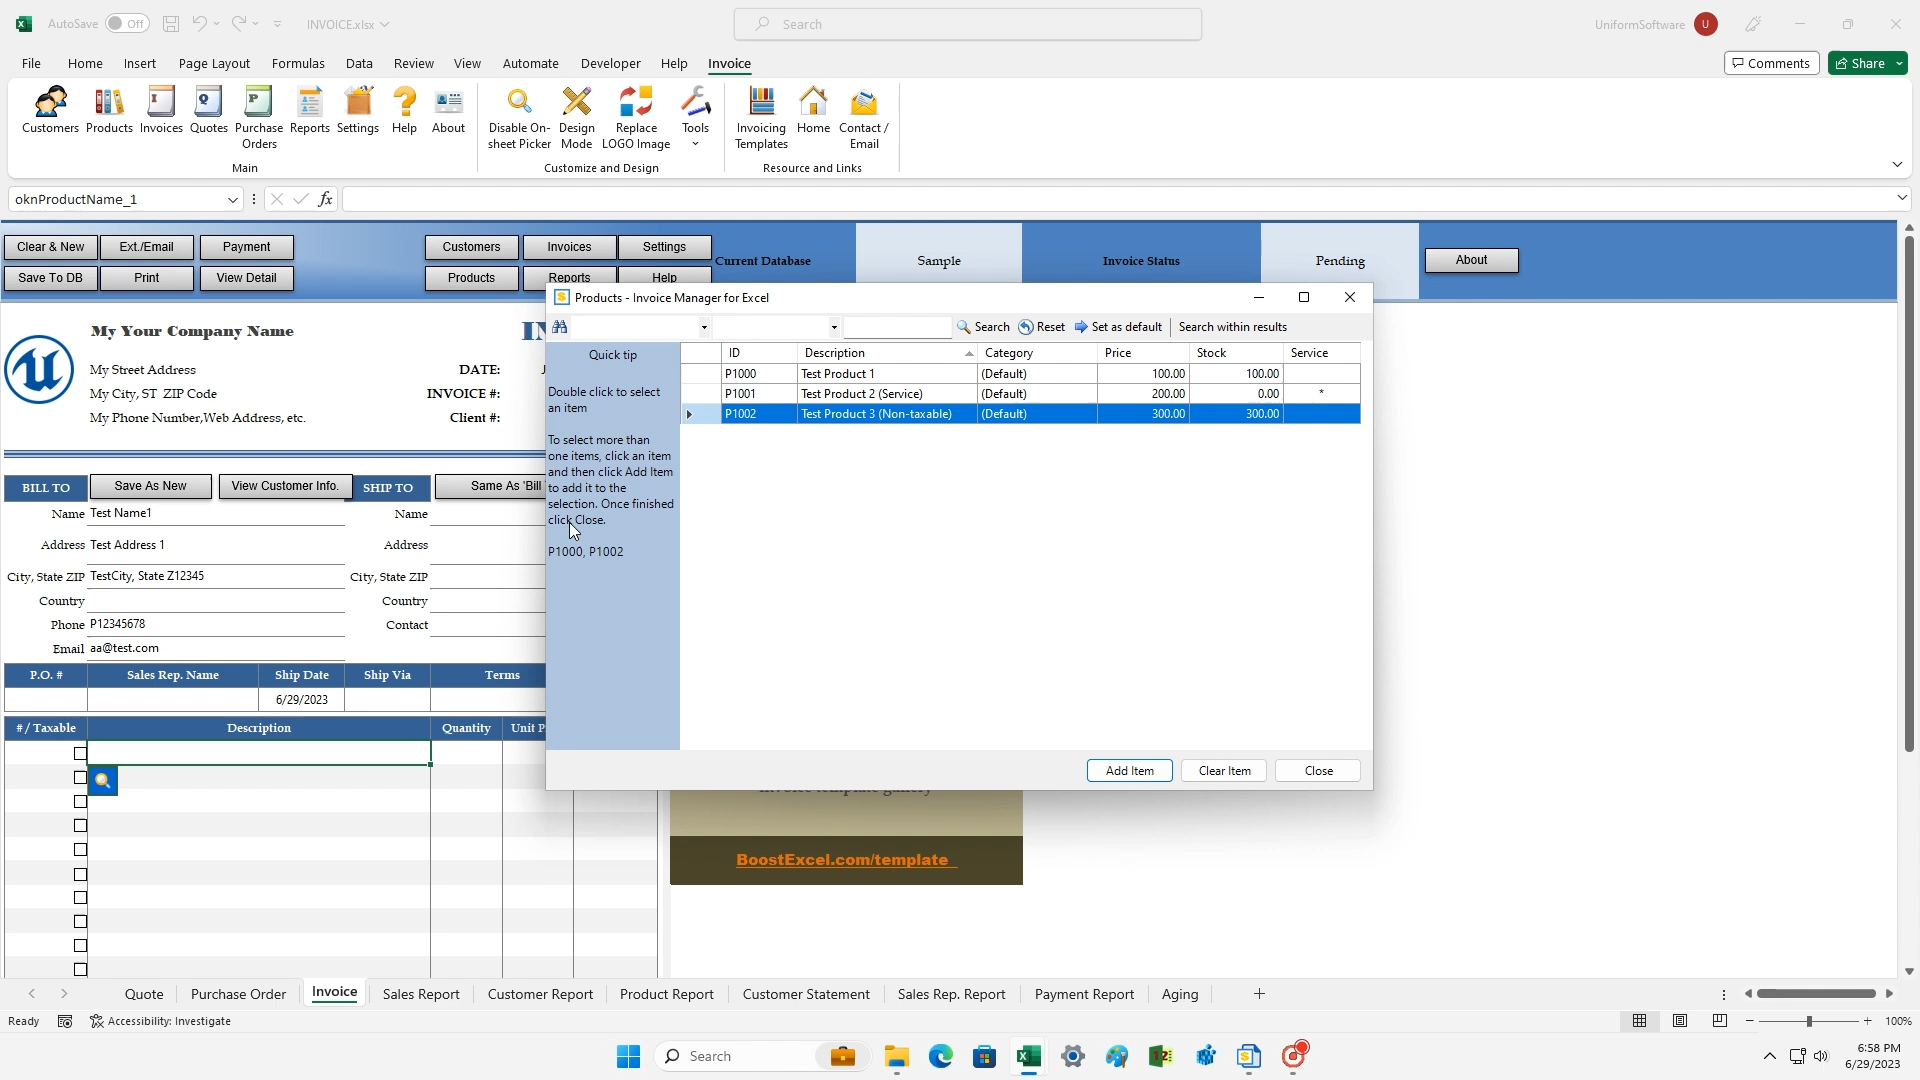 AutoSave Off INVOICE.xlsx Search UniformSoftware U
File Home Insert Page Layout Formulas Data Review View Automate Developer Help Invoice Comments Share
Customers Products Invoices Quotes Purchase Orders Reports Settings Help About
Disable On-sheet Picker Design Mode Replace LOGO Image Tools
Invoicing Templates Home Contact / Email
Main Customize and Design Resource and Links
oknProductName_1 fx
Clear & New Ext./Email Payment Customers Invoices Settings
Current Database Sample Invoice Status Pending About
Save To DB Print View Detail Products Reports Help
Products - Invoice Manager for Excel
Search Reset Set as default Search within results
Quick tip
Double click to select
an item
To select more than
one items, click an item
and then click Add Item
to add it to the
selection. Once finished
click Close.
P1000, P1002
ID Description Category Price Stock Service
P1000 Test Product 1 (Default) 100.00 100.00
P1001 Test Product 2 (Service) (Default) 200.00 0.00 *
P1002 Test Product 3 (Non-taxable) (Default) 300.00 300.00
Add Item Clear Item Close
My Your Company Name
My Street Address DATE:
My City, ST ZIP Code INVOICE #:
My Phone Number,Web Address, etc. Client #:
BILL TO Save As New View Customer Info. SHIP TO Same As 'Bill
Name Test Name1 Name
Address Test Address 1 Address
City, State ZIP TestCity, State Z12345 City, State ZIP
Country Country
Phone P12345678 Contact
Email aa@test.com
P.O. # Sales Rep. Name Ship Date Ship Via Terms
6/29/2023
# / Taxable Description Quantity Unit P
BoostExcel.com/template
Quote Purchase Order Invoice Sales Report Customer Report Product Report Customer Statement Sales Rep. Report Payment Report Aging
Ready Accessibility: Investigate 100%
Search 6:58 PM
6/29/2023